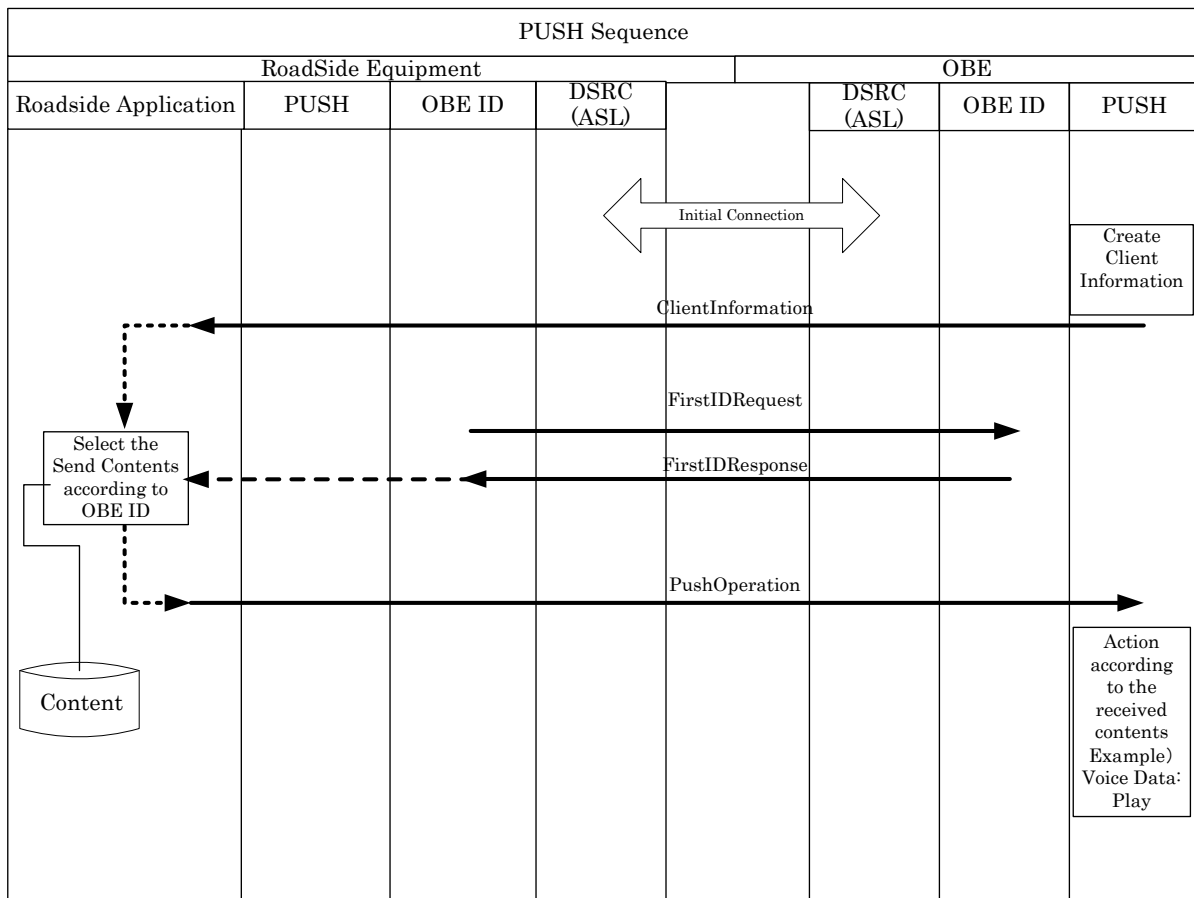 PUSH Sequence
RoadSide Equipment
OBE
Roadside Application
PUSH
OBE ID
DSRC
(ASL)
DSRC
(ASL)
OBE ID
PUSH
Initial Connection
Create
Client
Information
ClientInformation
FirstIDRequest
Select the
Send Contents
according to
OBE ID
FirstIDResponse
PushOperation
Content
Action
according
to the
received
contents
Example)
Voice Data:
Play